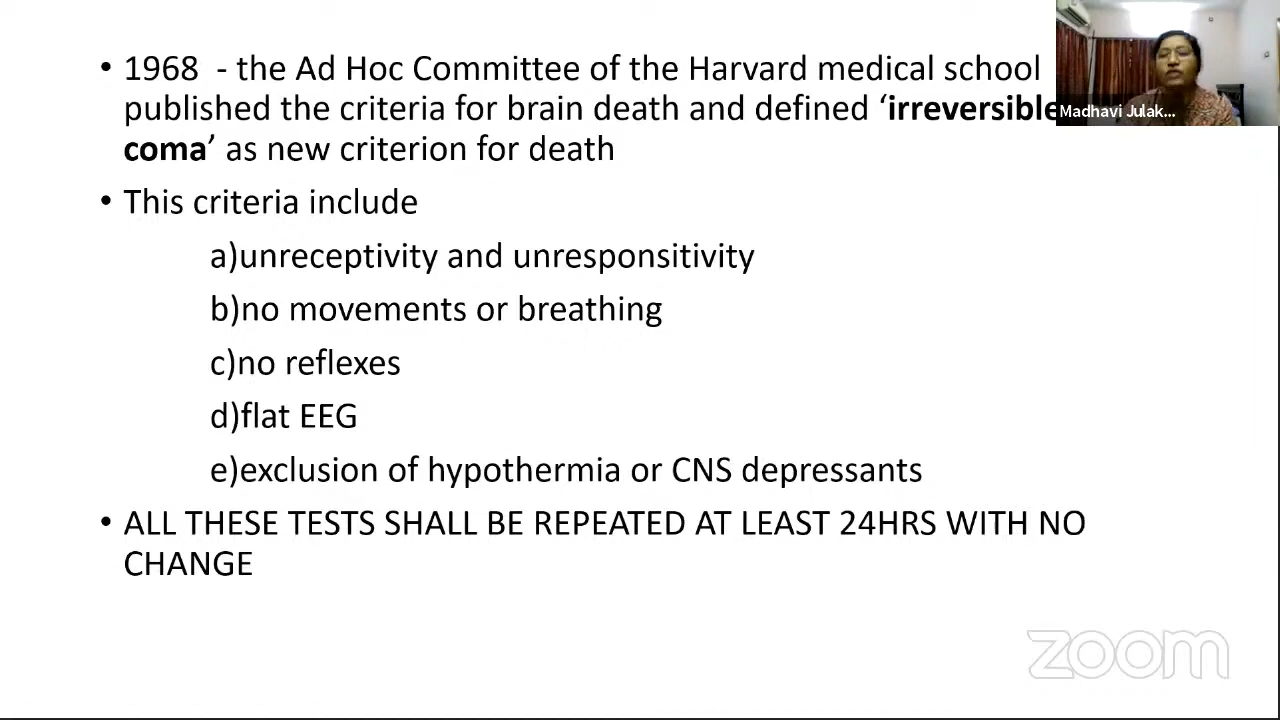 • 1968 - the Ad Hoc Committee of the Harvard medical school
published the criteria for brain death and defined ‘irreversible
coma’ as new criterion for death
• This criteria include
a)unreceptivity and unresponsitivity
b)no movements or breathing
c)no reflexes
d)flat EEG
e)exclusion of hypothermia or CNS depressants
• ALL THESE TESTS SHALL BE REPEATED AT LEAST 24HRS WITH NO
CHANGE
Madhavi Julak...
zoom